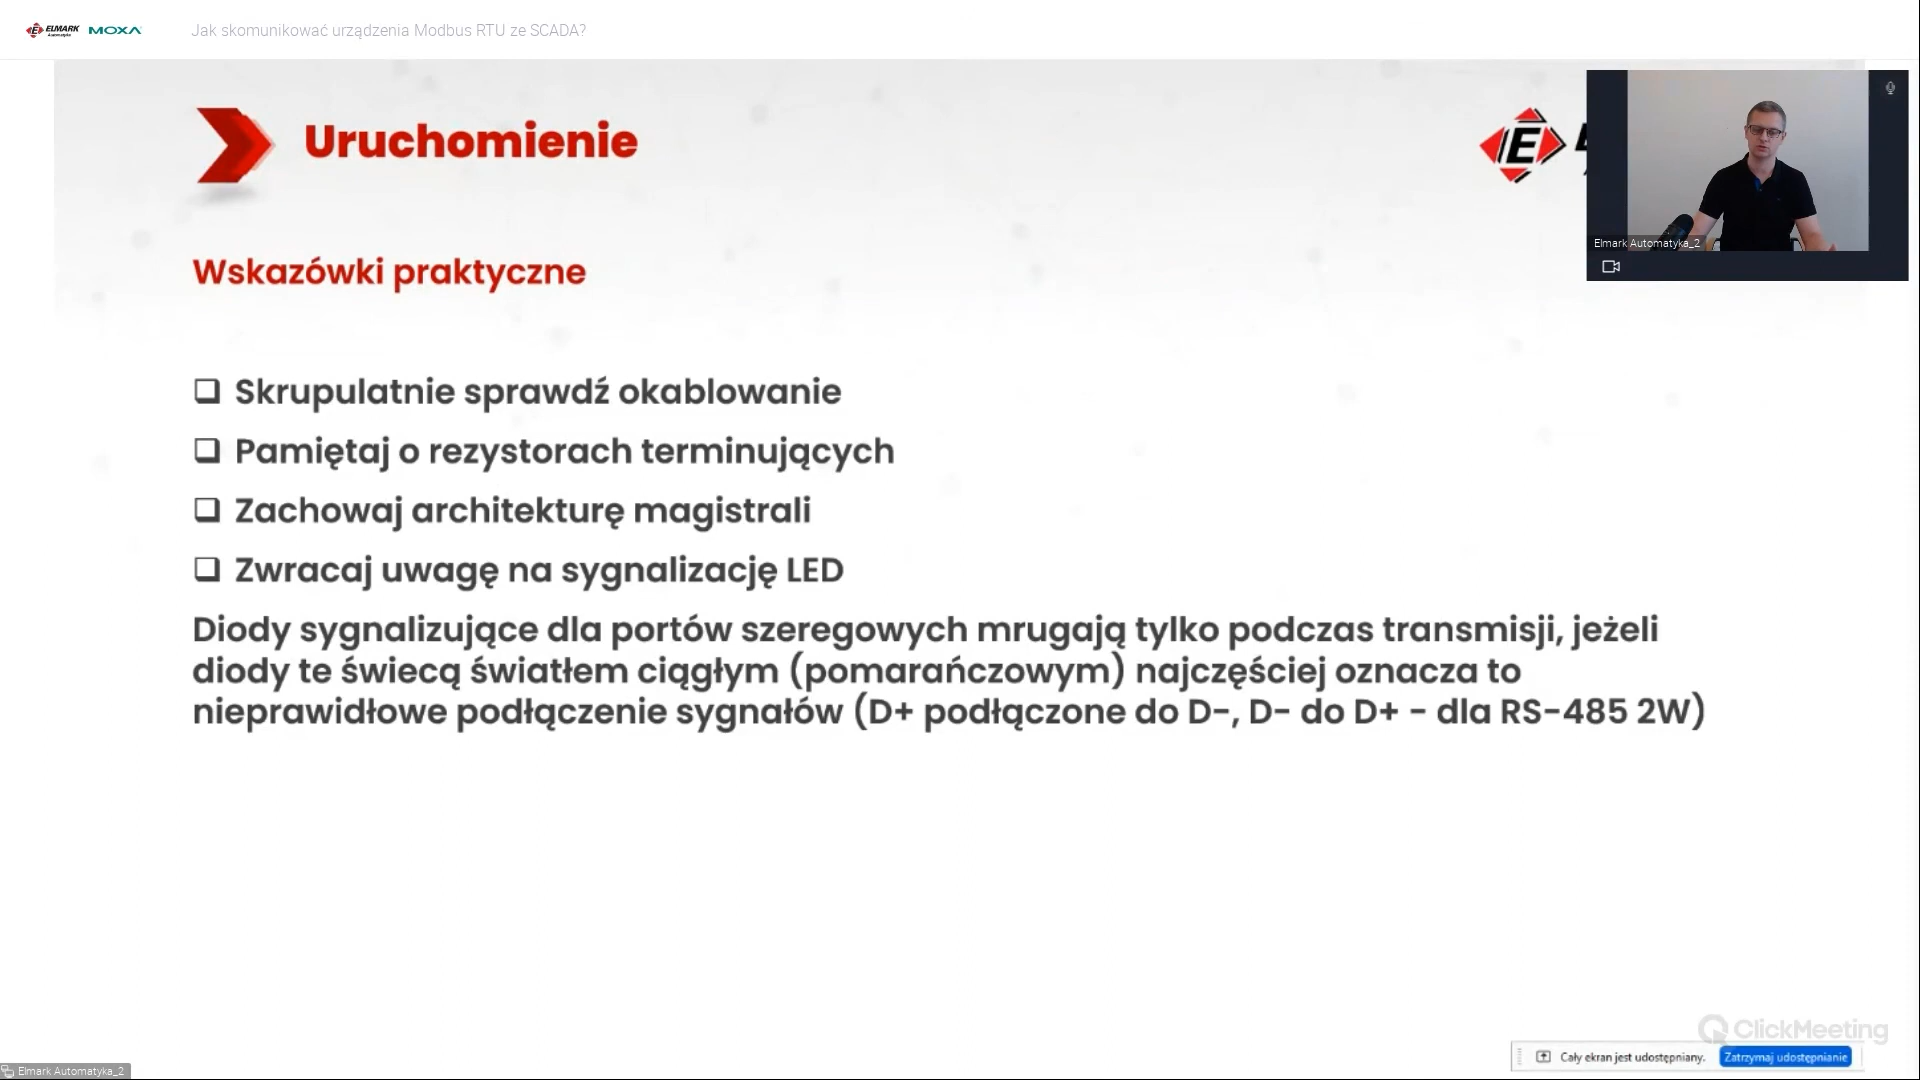 ELMARK Automatyka MOXA Jak skomunikować urządzenia Modbus RTU ze SCADA?
Uruchomienie
E
Elmark Automatyka_2
Wskazówki praktyczne
Skrupulatnie sprawdź okablowanie
Pamiętaj o rezystorach terminujących
Zachowaj architekturę magistrali
Zwracaj uwagę na sygnalizację LED
Diody sygnalizujące dla portów szeregowych mrugają tylko podczas transmisji, jeżeli
diody te świecą światłem ciągłym (pomarańczowym) najczęściej oznacza to
nieprawidłowe podłączenie sygnałów (D+ podłączone do D-, D- do D+ - dla RS-485 2W)
ClickMeeting
Cały ekran jest udostępniany. Zatrzymaj udostępnianie
Elmark Automatyka_2